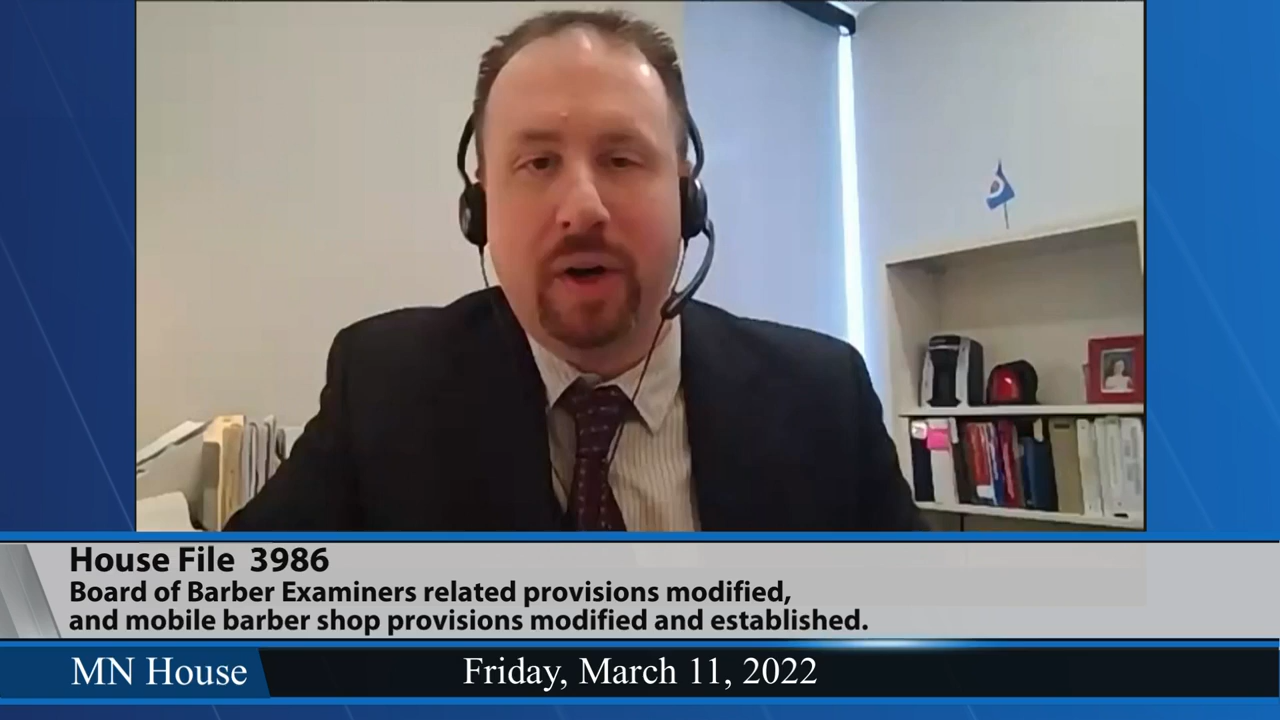 House File 3986
Board of Barber Examiners related provisions modified,
and mobile barber shop provisions modified and established.
MN House
Friday, March 11, 2022